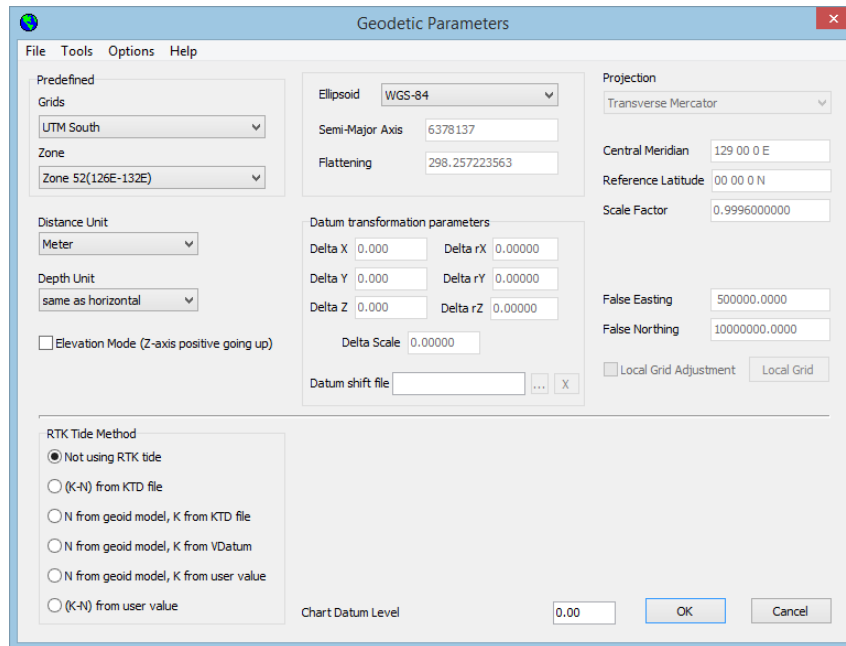 Geodetic Parameters
x
File Tools Options Help
Predefined
Grids
UTM South
Zone
Zone 52(126E-132E)
Distance Unit
Meter
Depth Unit
same as horizontal
Elevation Mode (Z-axis positive going up)
Ellipsoid WGS-84
Semi-Major Axis 6378137
Flattening 298.257223563
Datum transformation parameters
Delta X 0.000 Delta rX 0.00000
Delta Y 0.000 Delta rY 0.00000
Delta Z 0.000 Delta rZ 0.00000
Delta Scale 0.00000
Datum shift file ... X
Projection
Transverse Mercator
Central Meridian 129 00 0 E
Reference Latitude 00 00 0 N
Scale Factor 0.9996000000
False Easting 500000.0000
False Northing 10000000.0000
Local Grid Adjustment Local Grid
RTK Tide Method
Not using RTK tide
(K-N) from KTD file
N from geoid model, K from KTD file
N from geoid model, K from VDatum
N from geoid model, K from user value
(K-N) from user value
Chart Datum Level 0.00 OK Cancel